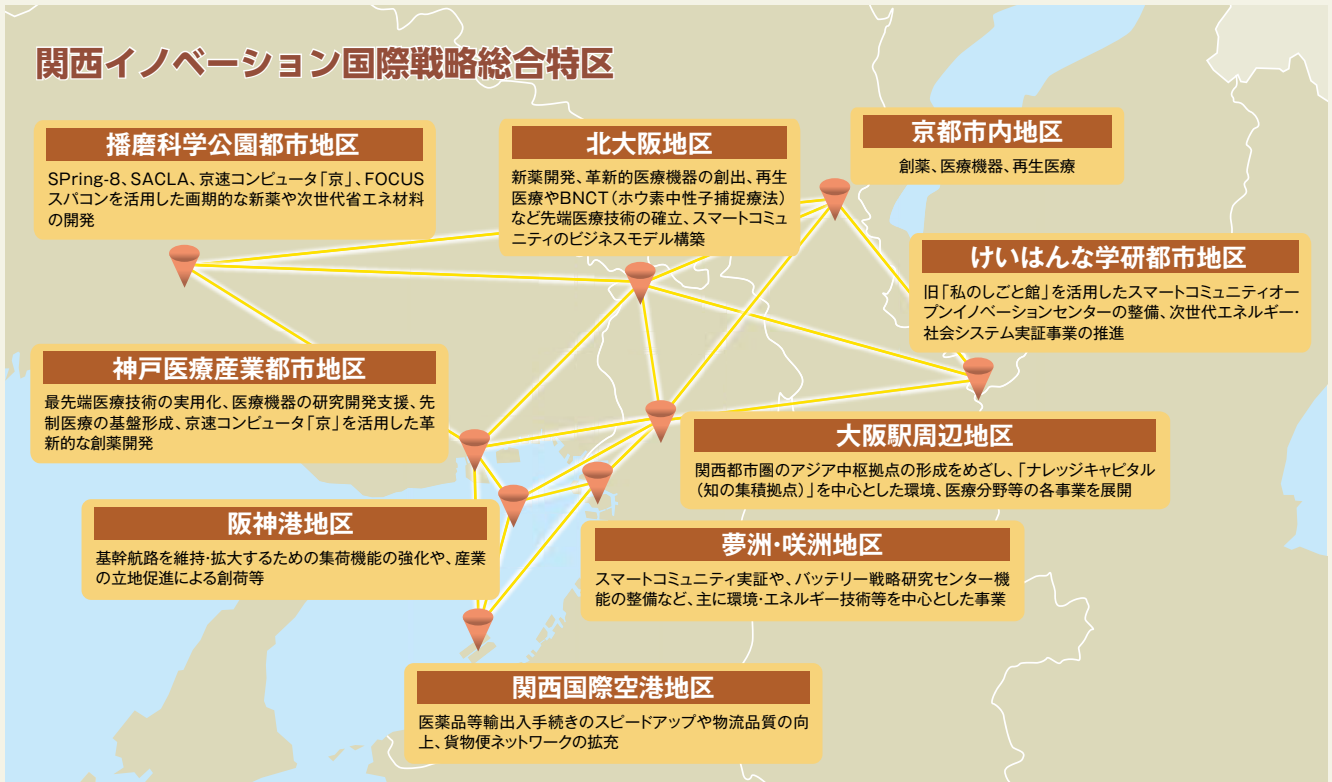 関西イノベーション国際戦略総合特区
播磨科学公園都市地区
SPring-8、SACLA、京速コンピュータ「京」、FOCUS
スパコンを活用した画期的な新薬や次世代省エネ材料
の開発
北大阪地区
新薬開発、革新的医療機器の創出、再生
医療やBNCT（ホウ素中性子捕捉療法）
など先端医療技術の確立、スマートコミュ
ニティのビジネスモデル構築
京都市内地区
創薬、医療機器、再生医療
けいはんな学研都市地区
旧「私のしごと館」を活用したスマートコミュニティオー
プンイノベーションセンターの整備、次世代エネルギー・
社会システム実証事業の推進
神戸医療産業都市地区
最先端医療技術の実用化、医療機器の研究開発支援、先
制医療の基盤形成、京速コンピュータ「京」を活用した革
新的な創薬開発
大阪駅周辺地区
関西都市圏のアジア中枢拠点の形成をめざし、「ナレッジキャピタル
（知の集積拠点）」を中心とした環境、医療分野等の各事業を展開
阪神港地区
基幹航路を維持・拡大するための集荷機能の強化や、産業
の立地促進による創荷等
夢洲・咲洲地区
スマートコミュニティ実証や、バッテリー戦略研究センター機
能の整備など、主に環境・エネルギー技術等を中心とした事業
関西国際空港地区
医薬品等輸出入手続きのスピードアップや物流品質の向
上、貨物便ネットワークの拡充